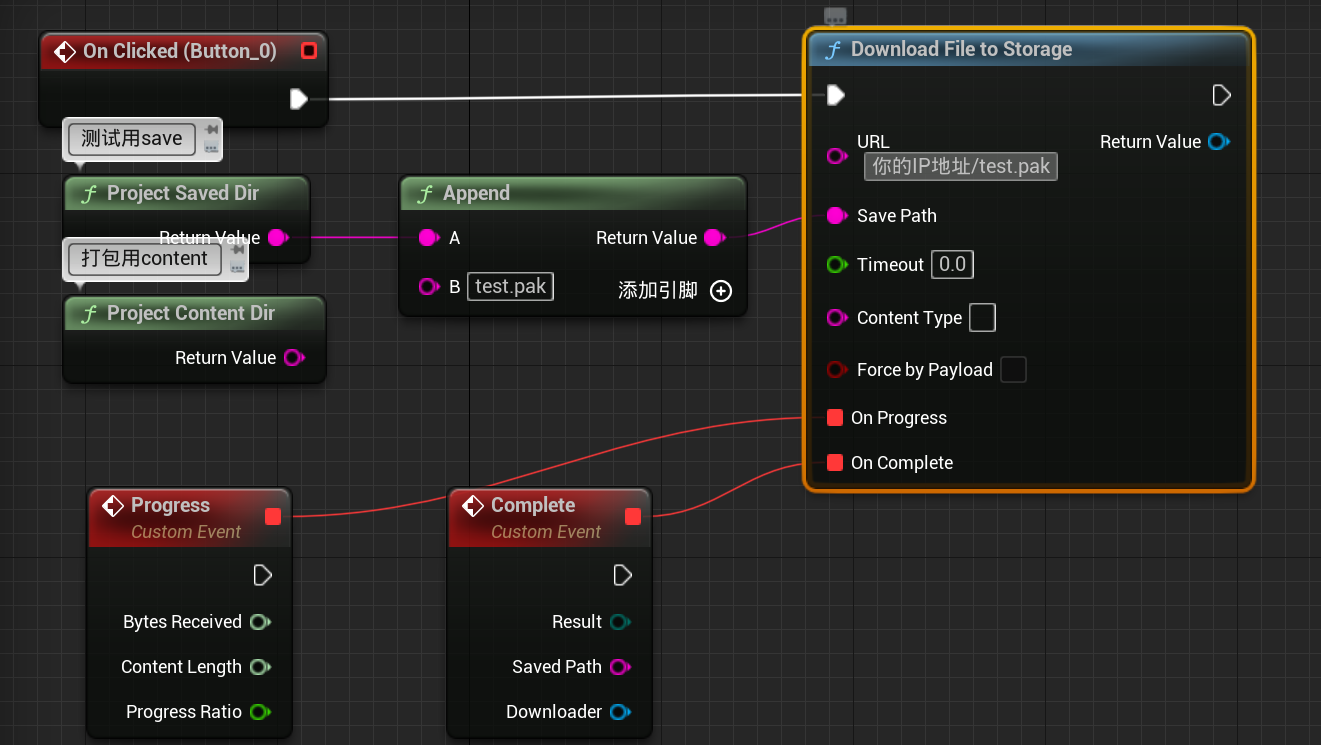 On Clicked (Button_0)
测试用save
Project Saved Dir
Return Value
打包用content
Project Content Dir
Return Value
Append
A
Return Value
B test.pak
添加引脚
Download File to Storage
URL
你的IP地址/test.pak
Return Value
Save Path
Timeout 0.0
Content Type
Force by Payload
On Progress
On Complete
Progress
Custom Event
Bytes Received
Content Length
Progress Ratio
Complete
Custom Event
Result
Saved Path
Downloader